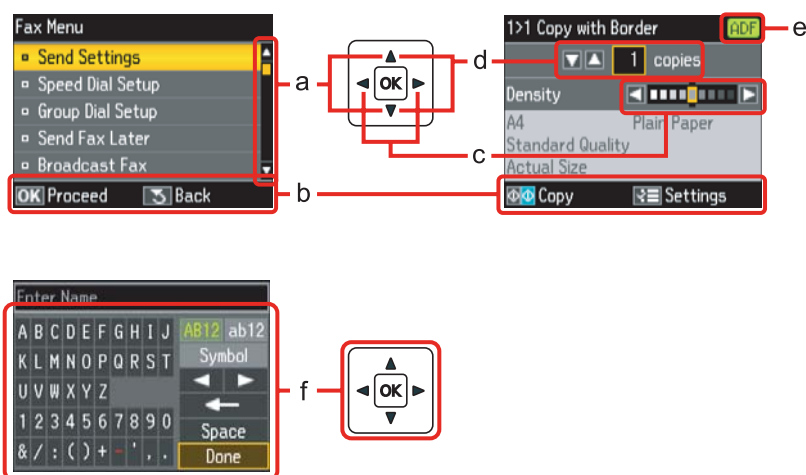 Fax Menu
Send Settings
Speed Dial Setup
Group Dial Setup
Send Fax Later
Broadcast Fax
OK Proceed Back
a
b
OK
d
c
1>1 Copy with Border ADF
e
1 copies
Density
A4 Plain Paper
Standard Quality
Actual Size
Copy Settings
Enter Name
A B C D E F G H I J AB12 ab12
K L M N O P Q R S T Symbol
U V W X Y Z
1 2 3 4 5 6 7 8 9 0 Space
& / : ( ) + - ' , . Done
f
OK